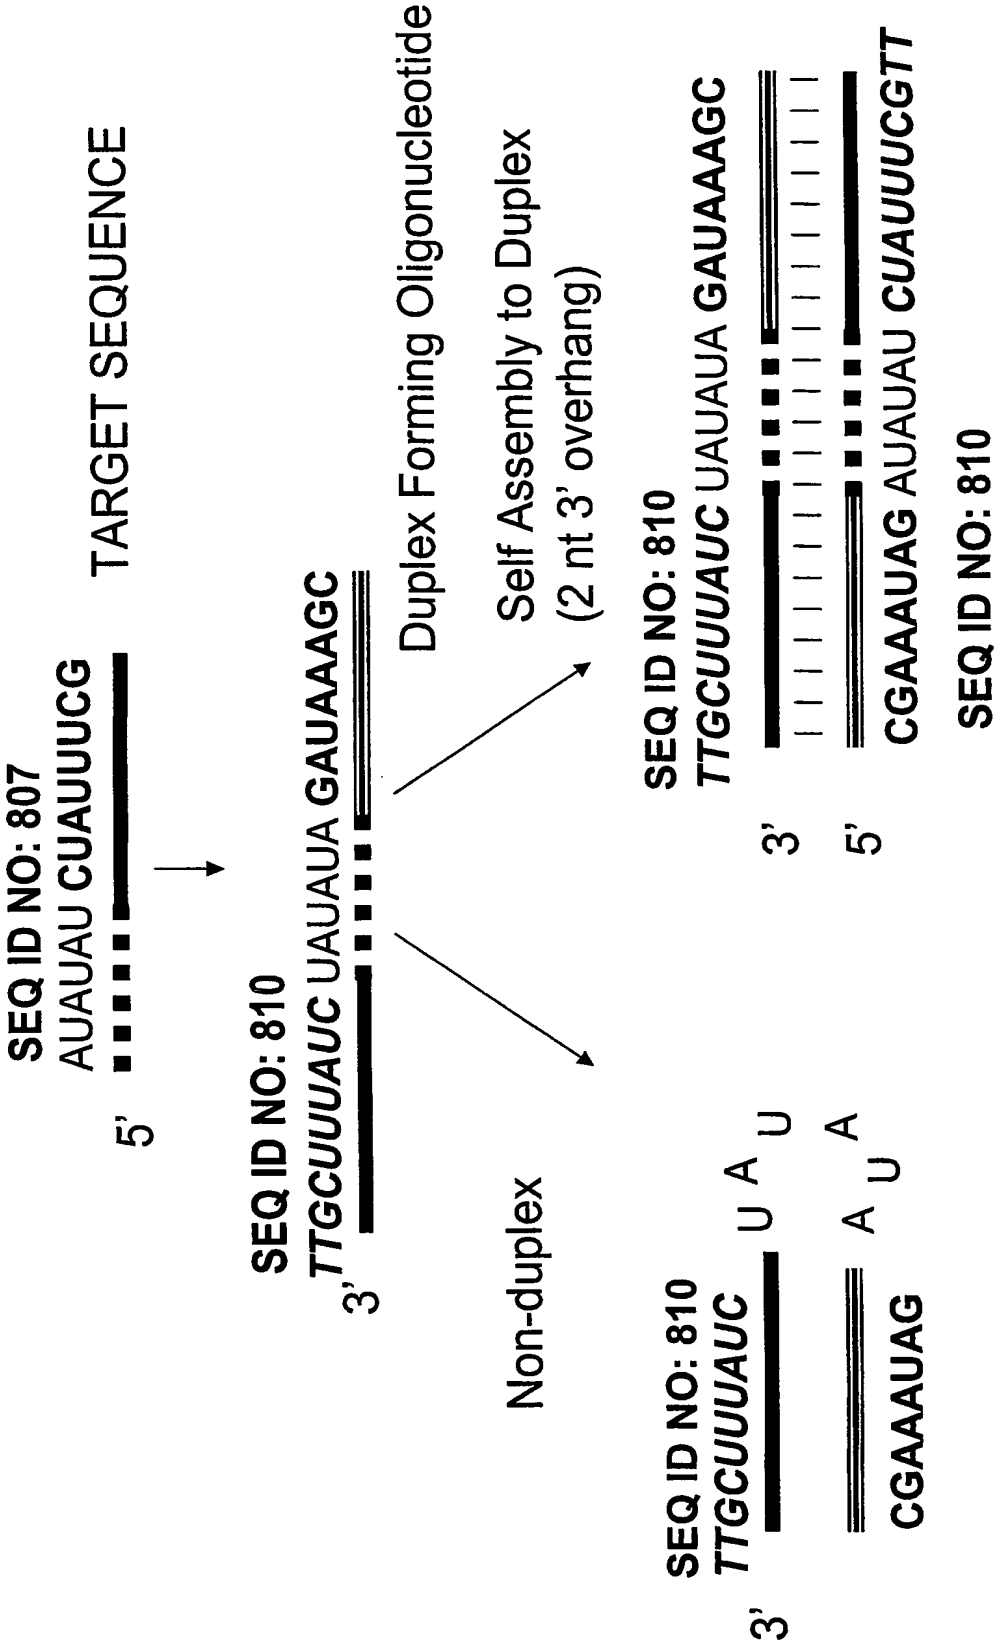 SEQ ID NO: 807
AUAUAU CUAUUUCG
5'
TARGET SEQUENCE
SEQ ID NO: 810
TTGCUUUAUC UAUAUA GAUAAAGC
3'
Duplex Forming Oligonucleotide
Non-duplex
Self Assembly to Duplex
(2 nt 3' overhang)
SEQ ID NO: 810
TTGCUUUAUC
3'
U A U
U
A
A U A
CGAAAUAG
SEQ ID NO: 810
TTGCUUUAUC UAUAUA GAUAAAGC
3'
5'
CGAAAUAG AUAUAU CUAUUUCGTT
SEQ ID NO: 810